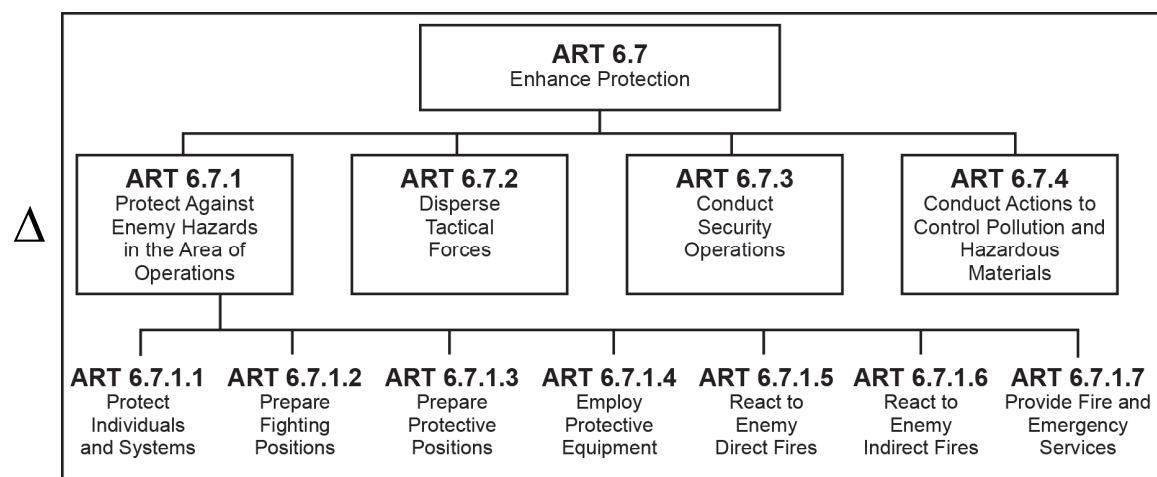 ART 6.7
Enhance Protection
ART 6.7.1
Protect Against
Enemy Hazards
in the Area of
Operations
ART 6.7.2
Disperse
Tactical
Forces
ART 6.7.3
Conduct
Security
Operations
ART 6.7.4
Conduct Actions to
Control Pollution and
Hazardous
Materials
Δ
ART 6.7.1.1
Protect
Individuals
and Systems
ART 6.7.1.2
Prepare
Fighting
Positions
ART 6.7.1.3
Prepare
Protective
Positions
ART 6.7.1.4
Employ
Protective
Equipment
ART 6.7.1.5
React to
Enemy
Direct Fires
ART 6.7.1.6
React to
Enemy
Indirect Fires
ART 6.7.1.7
Provide Fire and
Emergency
Services